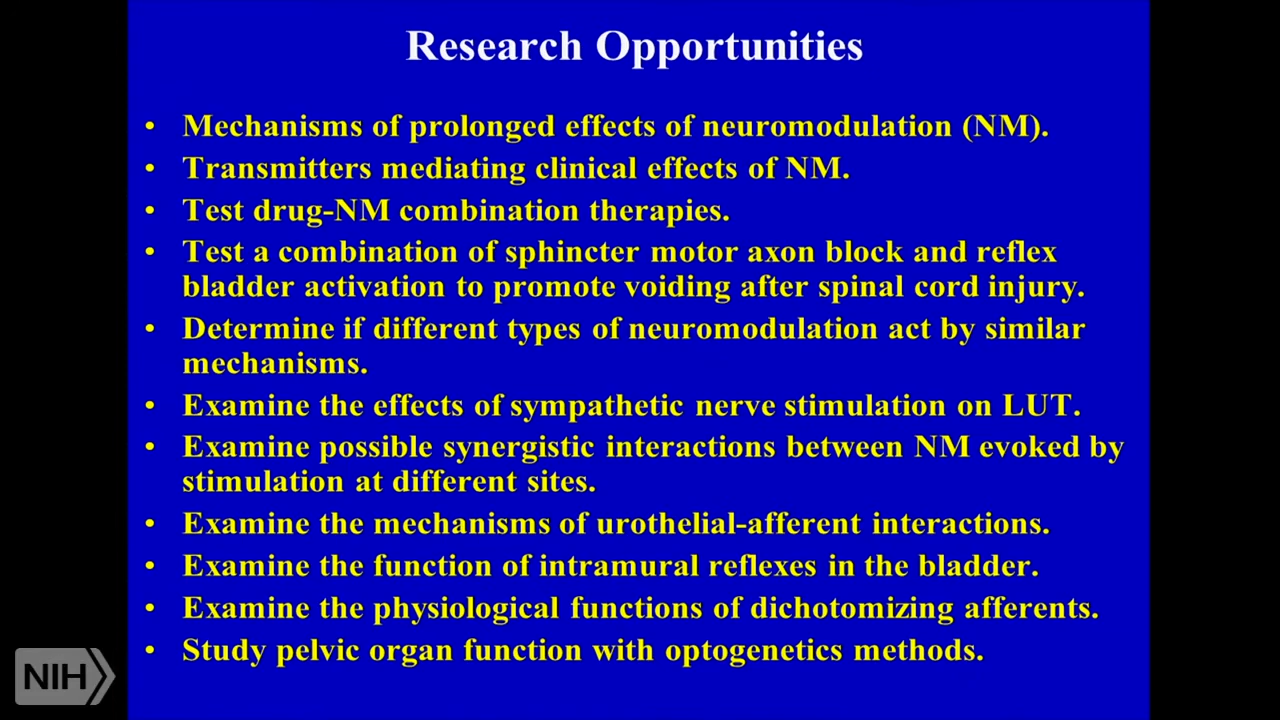 Research Opportunities
• Mechanisms of prolonged effects of neuromodulation (NM).
• Transmitters mediating clinical effects of NM.
• Test drug-NM combination therapies.
• Test a combination of sphincter motor axon block and reflex
bladder activation to promote voiding after spinal cord injury.
• Determine if different types of neuromodulation act by similar
mechanisms.
• Examine the effects of sympathetic nerve stimulation on LUT.
• Examine possible synergistic interactions between NM evoked by
stimulation at different sites.
• Examine the mechanisms of urothelial-afferent interactions.
• Examine the function of intramural reflexes in the bladder.
• Examine the physiological functions of dichotomizing afferents.
• Study pelvic organ function with optogenetics methods.
NIH